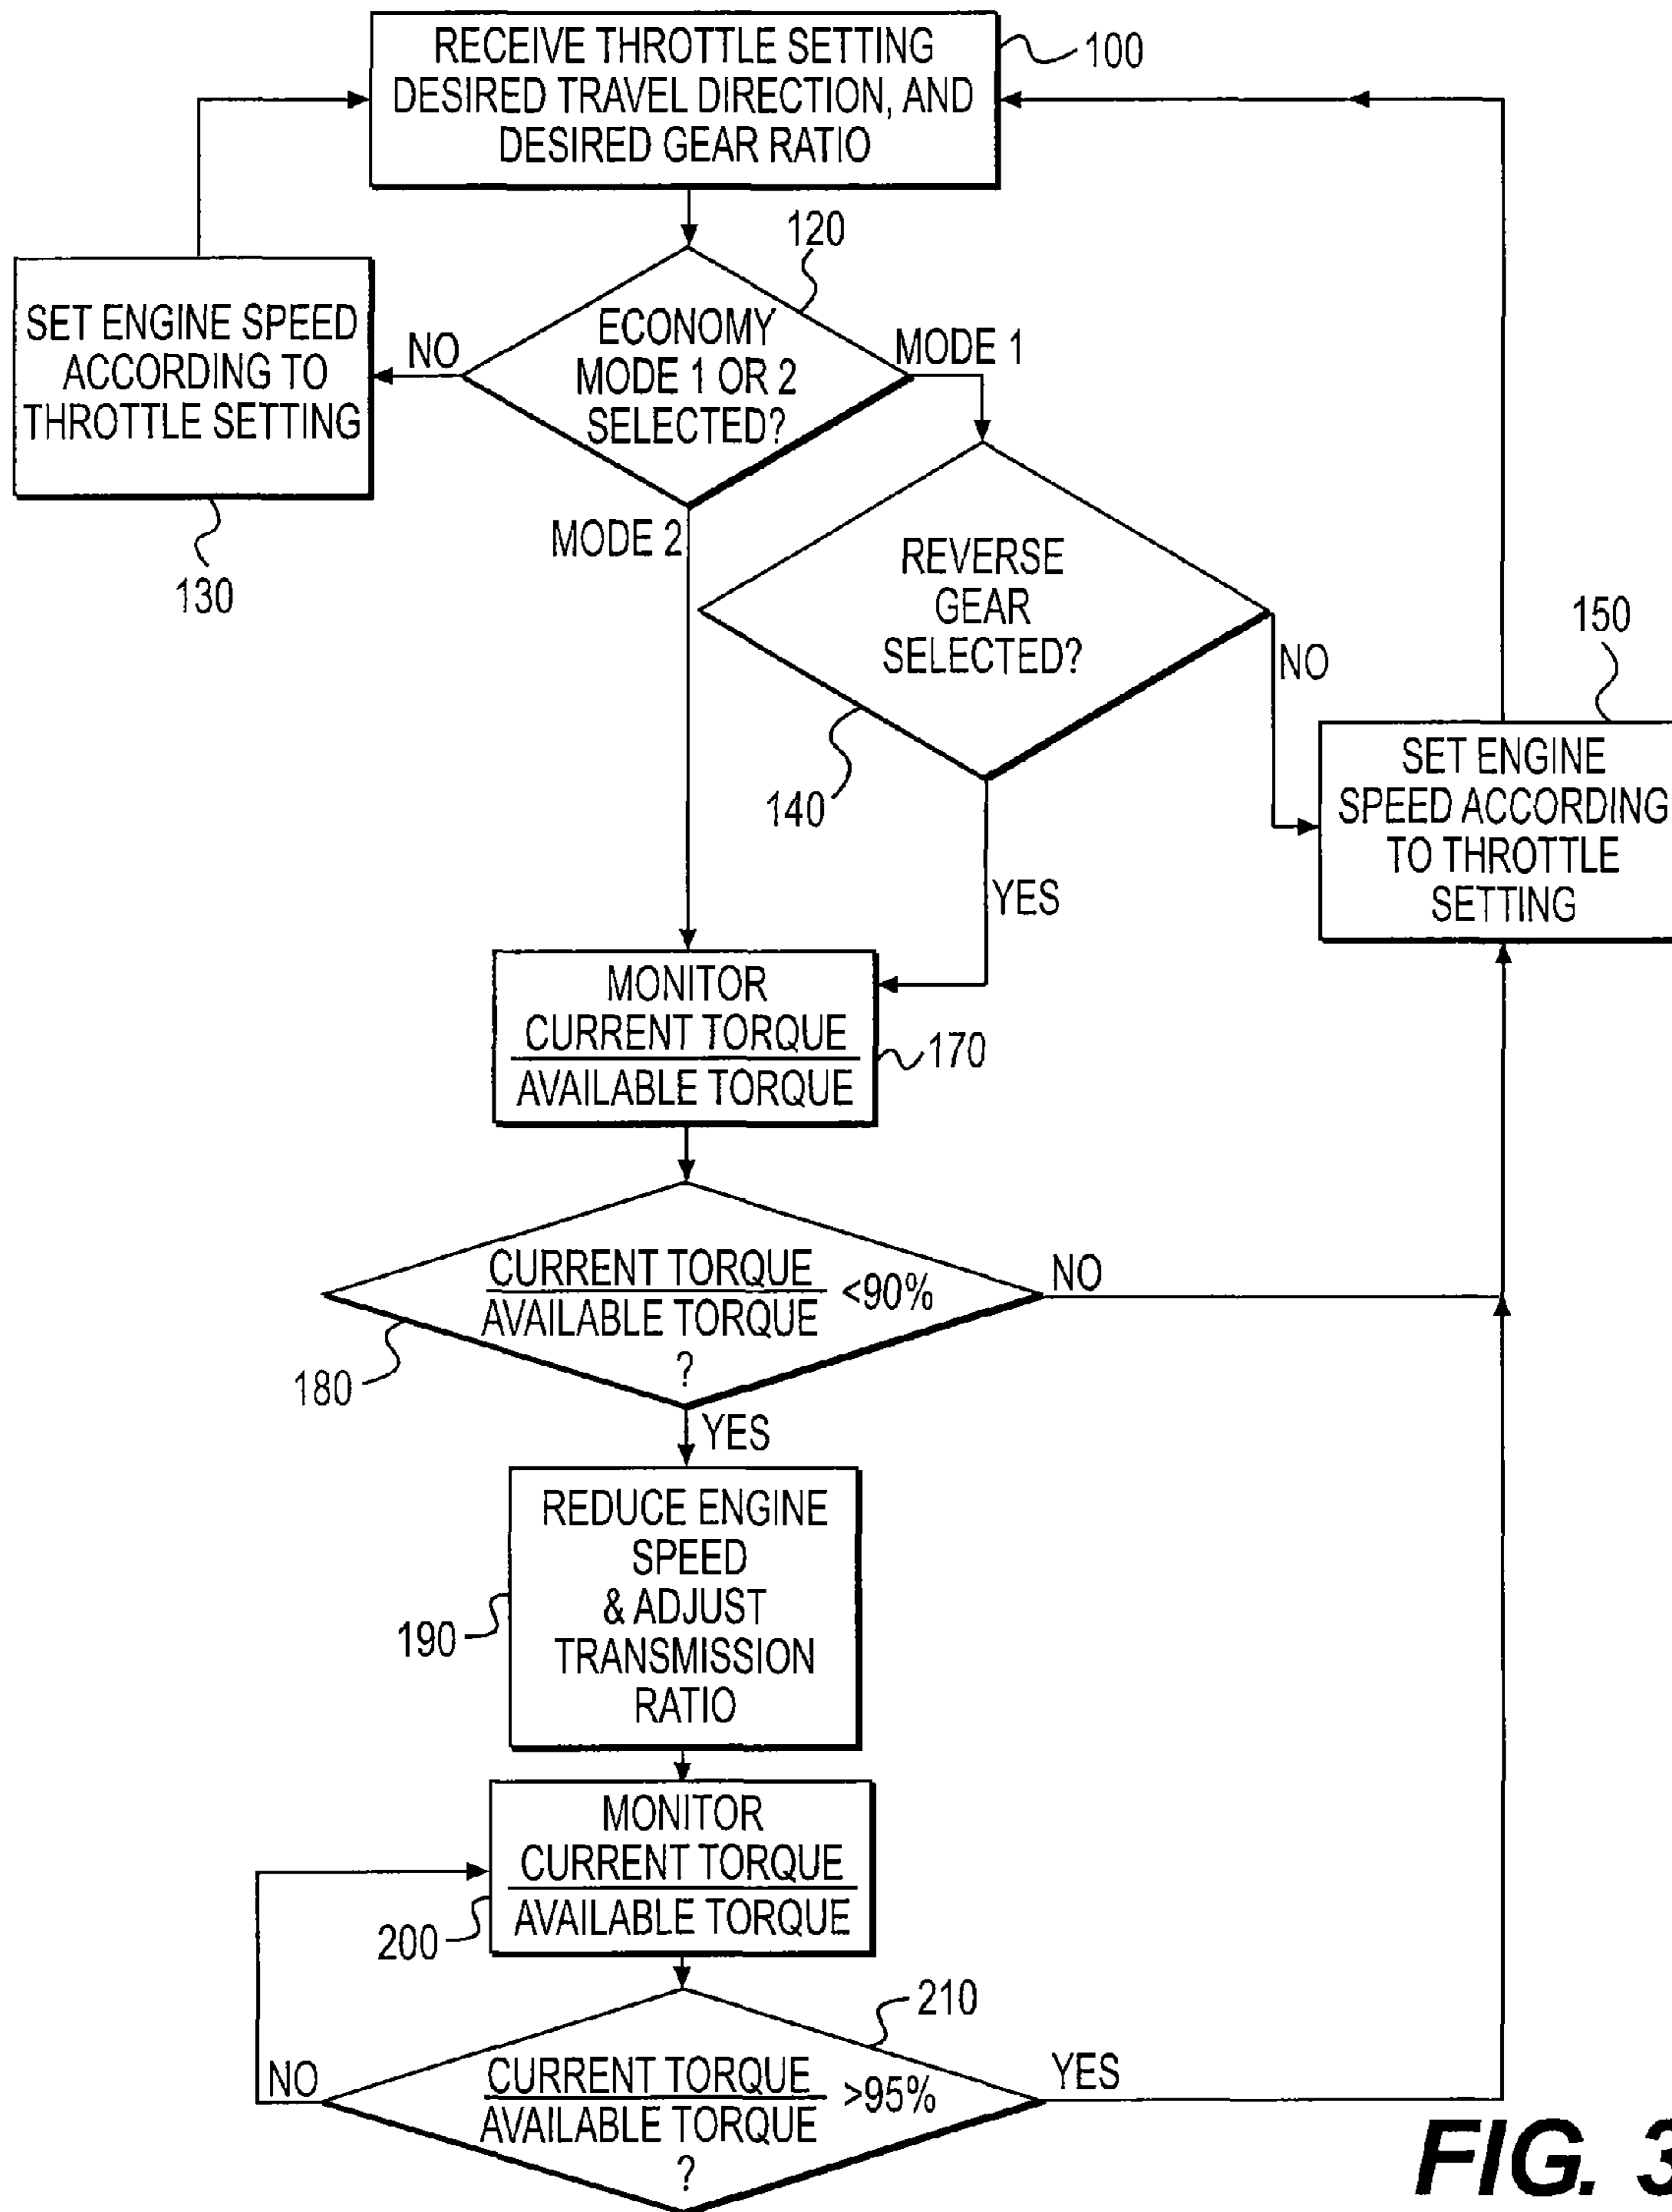 RECEIVE THROTTLE SETTING
DESIRED TRAVEL DIRECTION, AND
DESIRED GEAR RATIO
100
120
SET ENGINE SPEED
ACCORDING TO
THROTTLE SETTING
130
NO
ECONOMY
MODE 1 OR 2
SELECTED?
MODE 1
MODE 2
REVERSE
GEAR
SELECTED?
140
NO
YES
150
SET ENGINE
SPEED ACCORDING
TO THROTTLE
SETTING
MONITOR
CURRENT TORQUE
AVAILABLE TORQUE
170
CURRENT TORQUE
AVAILABLE TORQUE
<90%
?
180
NO
YES
REDUCE ENGINE
SPEED
& ADJUST
TRANSMISSION
RATIO
190
MONITOR
CURRENT TORQUE
AVAILABLE TORQUE
200
210
NO
CURRENT TORQUE
AVAILABLE TORQUE
>95%
?
YES
FIG. 3